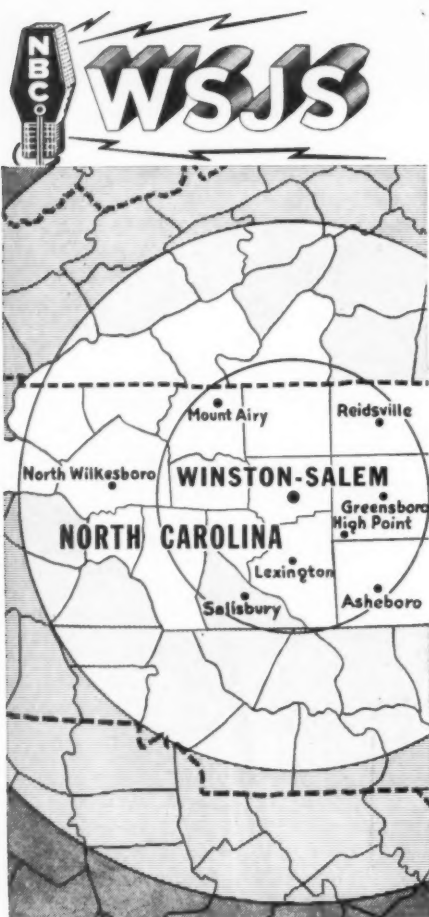 NBC
WSJS
Mount Airy
Reidsville
North Wilkesboro
WINSTON-SALEM
Greensboro
High Point
NORTH CAROLINA
Lexington
Salisbury
Asheboro